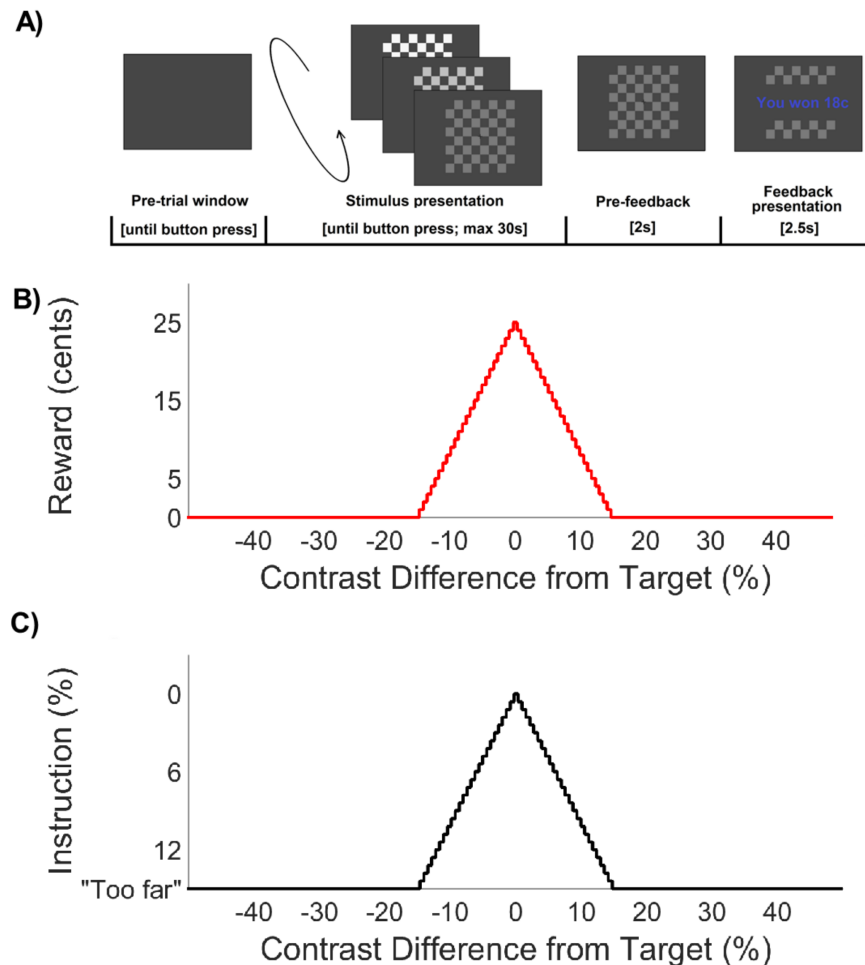 A)
You won 18c
Pre-trial window
Stimulus presentation
Pre-feedback
Feedback
presentation
[until button press]
[until button press; max 30s]
[2s]
[2.5s]
B)
Reward (cents)
25
15
5
0
-40 -30 -20 -10 0 10 20 30 40
Contrast Difference from Target (%)
C)
Instruction (%)
0
6
12
"Too far"
-40 -30 -20 -10 0 10 20 30 40
Contrast Difference from Target (%)